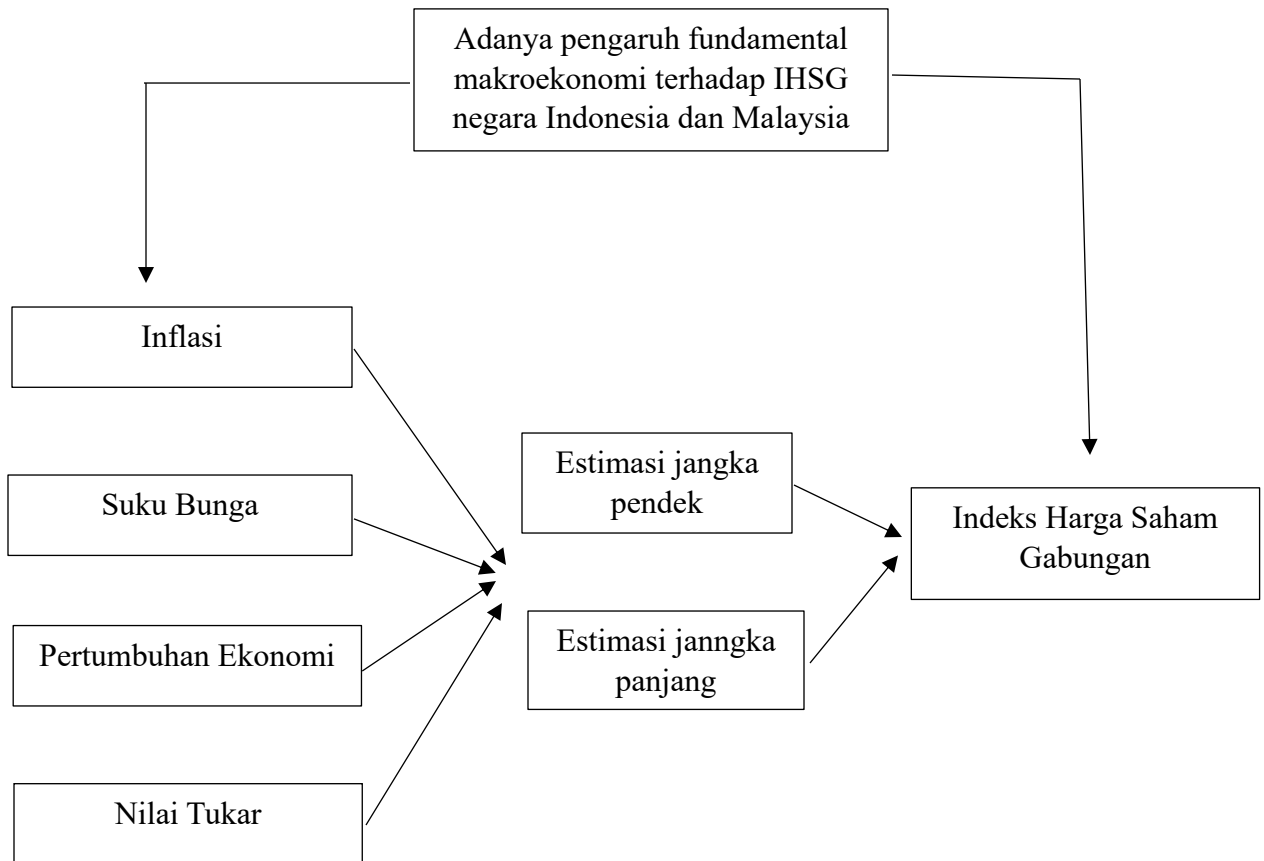 Adanya pengaruh fundamental
makroekonomi terhadap IHSG
negara Indonesia dan Malaysia
Inflasi
Suku Bunga
Pertumbuhan Ekonomi
Nilai Tukar
Estimasi jangka
pendek
Estimasi janngka
panjang
Indeks Harga Saham
Gabungan